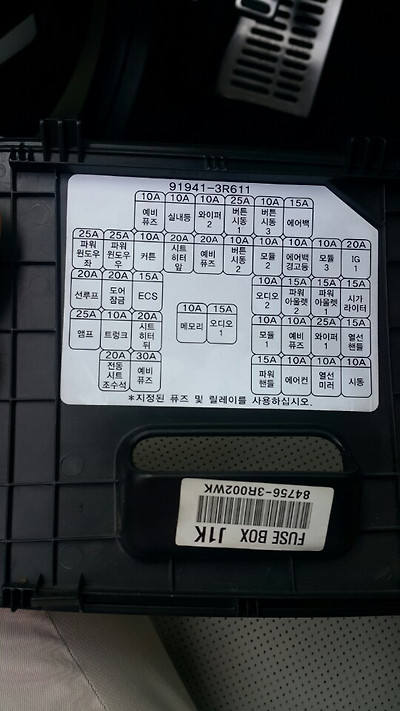 91941-3R611
10A 10A 10A 25A 10A 15A
예비 퓨즈 실내등 와이퍼 2 버튼 시동 1 버튼 시동 3 에어백
25A 25A 10A 20A 20A 10A 10A 10A 10A 20A
파워 윈도우 좌 파워 윈도우 우 커튼 시트 히터 앞 예비 퓨즈 버튼 시동 2 모듈 2 에어백 경고등 모듈 3 IG 1
20A 20A 15A 10A 15A 15A 15A
선루프 도어 잠금 ECS 오디오 2 파워 아울렛 2 파워 아울렛 1 시가 라이터
25A 10A 20A 10A 15A 10A 10A 25A 15A
앰프 트렁크 시트 히터 뒤 메모리 오디오 1 모듈 1 예비 퓨즈 와이퍼 1 열선 핸들
20A 30A 15A 10A 10A 10A
전동 시트 조수석 예비 퓨즈 파워 핸들 에어컨 열선 미러 시동
*지정된 퓨즈 및 릴레이를 사용하십시오.
FUSE BOX J1K
84756-3R002WK